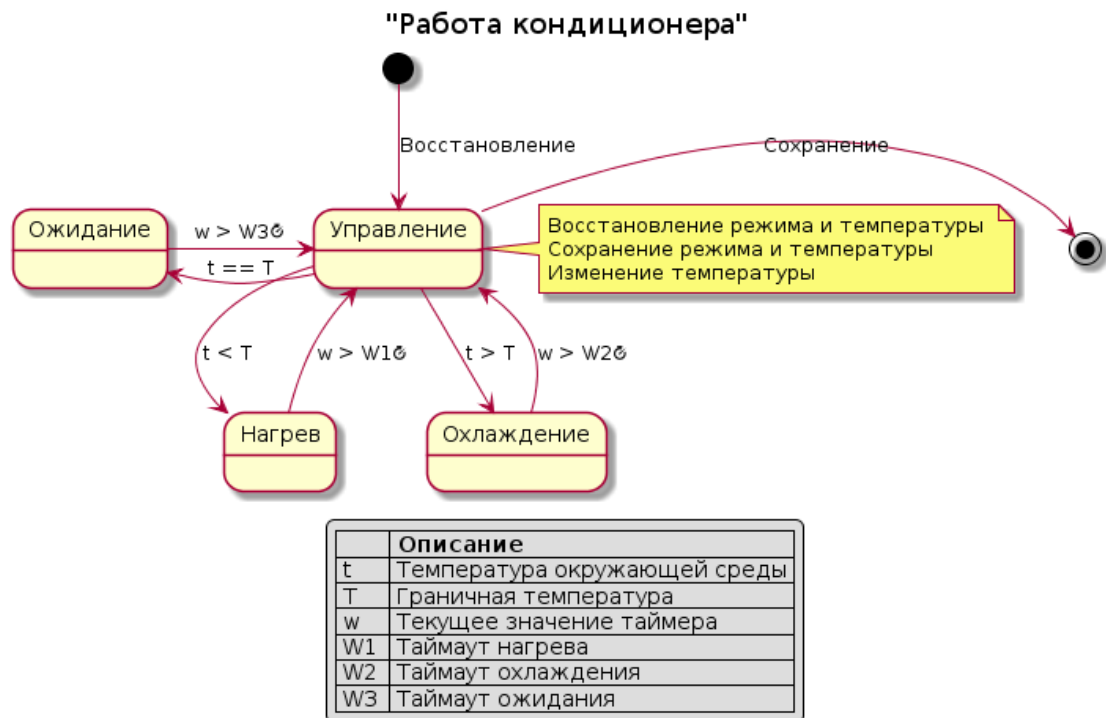 "Работа кондиционера"
Восстановление
Сохранение
Ожидание
w > W3⥀
t == T
Управление
Восстановление режима и температуры
Сохранение режима и температуры
Изменение температуры
t < T
w > W1⥀
t > T
w > W2⥀
Нагрев
Охлаждение
Описание
t Температура окружающей среды
T Граничная температура
w Текущее значение таймера
W1 Таймаут нагрева
W2 Таймаут охлаждения
W3 Таймаут ожидания